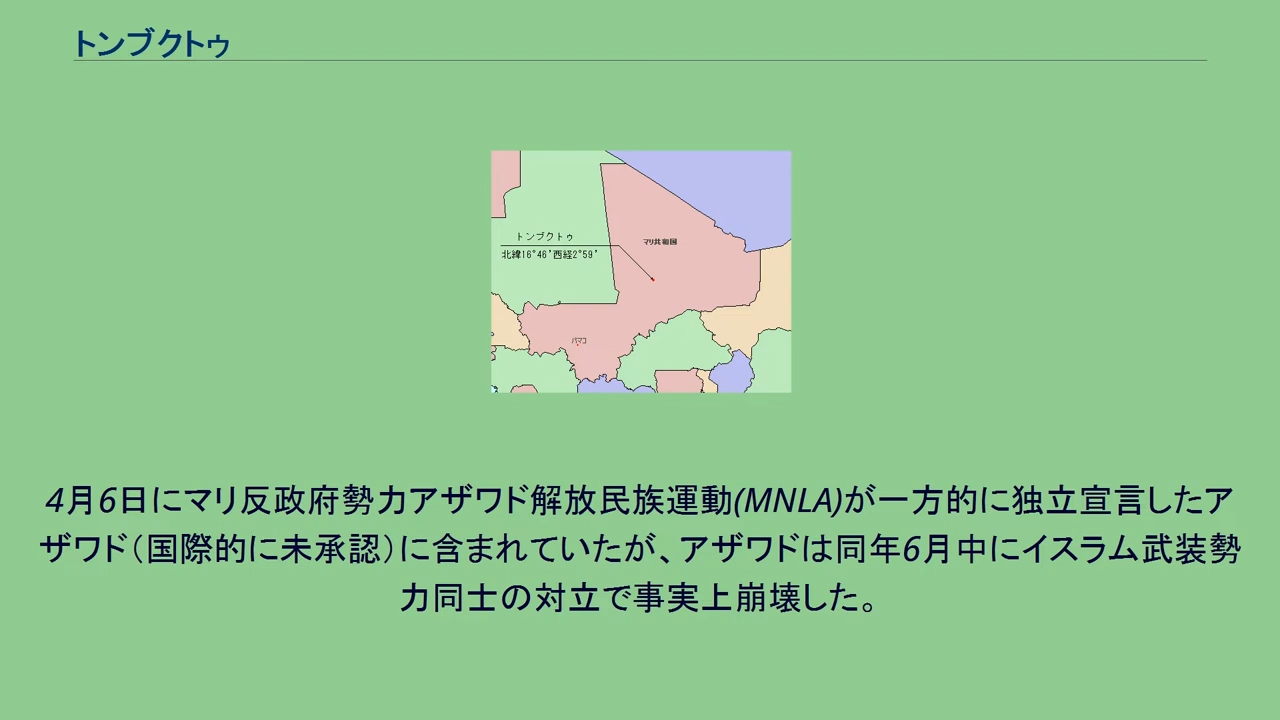 トンブクトゥ
トンブクトゥ
マリ共和国
北緯16°46’西経2°59’
バマコ
4月6日にマリ反政府勢力アザワド解放民族運動(MNLA)が一方的に独立宣言したア
ザワド（国際的に未承認）に含まれていたが、アザワドは同年6月中にイスラム武装勢
力同士の対立で事実上崩壊した。